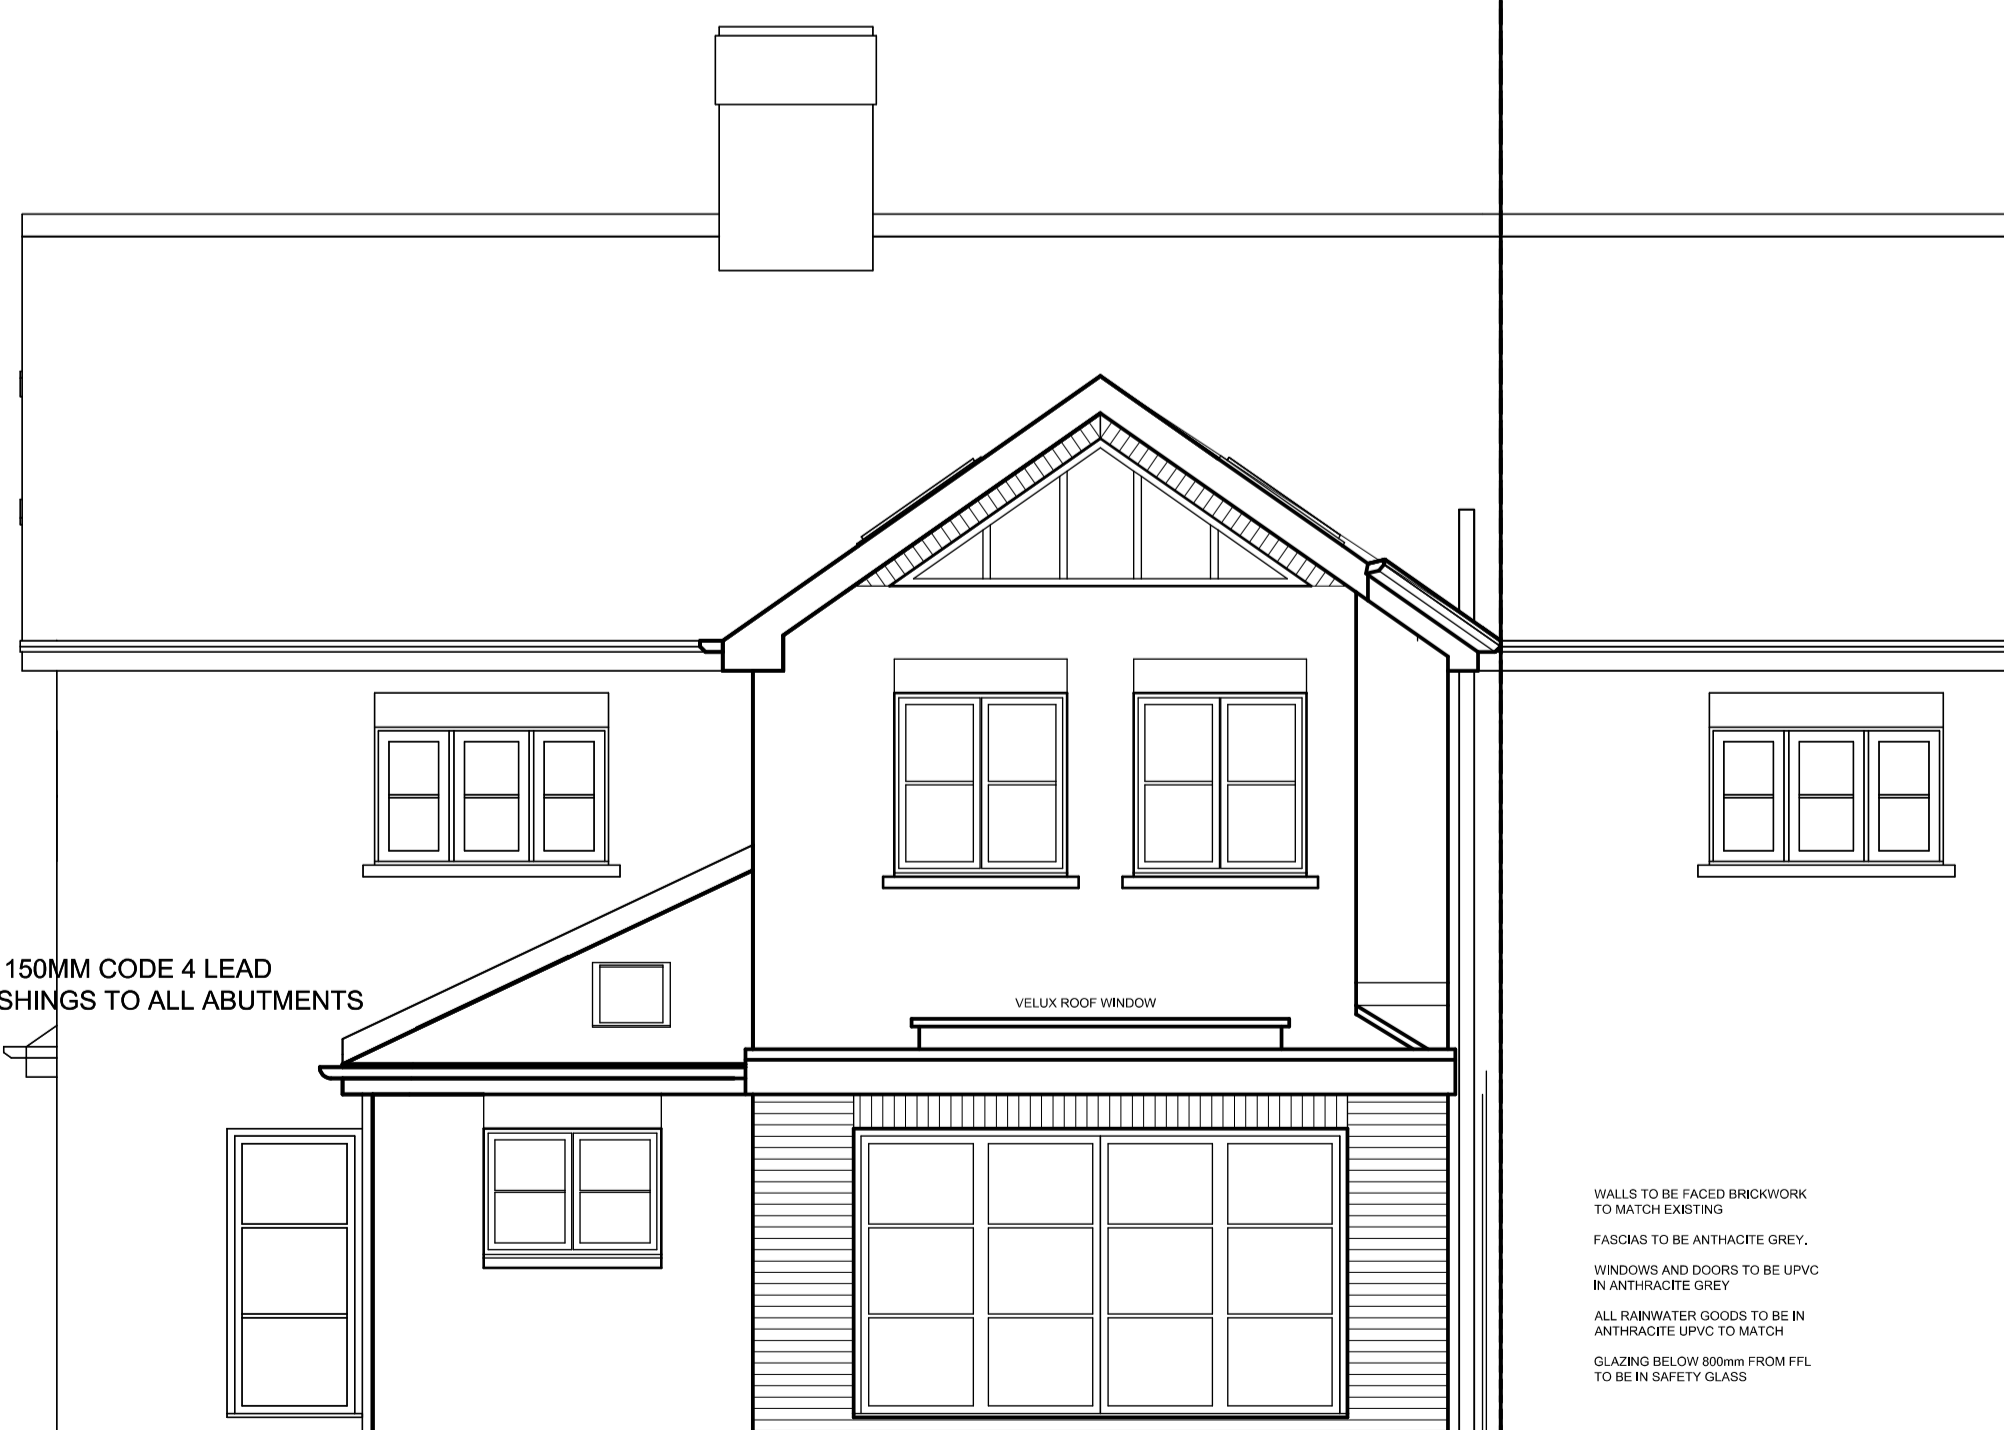 150MM CODE 4 LEAD
SHINGS TO ALL ABUTMENTS
VELUX ROOF WINDOW
WALLS TO BE FACED BRICKWORK
TO MATCH EXISTING
FASCIAS TO BE ANTHACITE GREY.
WINDOWS AND DOORS TO BE UPVC
IN ANTHRACITE GREY
ALL RAINWATER GOODS TO BE IN
ANTHRACITE UPVC TO MATCH
GLAZING BELOW 800mm FROM FFL
TO BE IN SAFETY GLASS